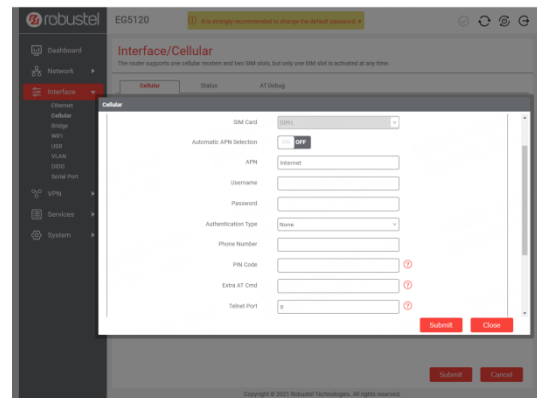 robustel
EG5120
It is strongly recommended to change the default password. ×
Dashboard
Network
Interface
Ethernet
Cellular
Bridge
WiFi
USB
VLAN
DIDO
Serial Port
VPN
Services
System
Interface/Cellular
The router supports one cellular modem and two SIM slots, but only one SIM slot is activated at any time.
Cellular Status AT Debug
Cellular
SIM Card SIM1
Automatic APN Selection ON OFF
APN Internet
Username
Password
Authentication Type None
Phone Number
PIN Code ?
Extra AT Cmd ?
Telnet Port 0 ?
Submit Close
Submit Cancel
Copyright © 2021 Robustel Technologies. All rights reserved.